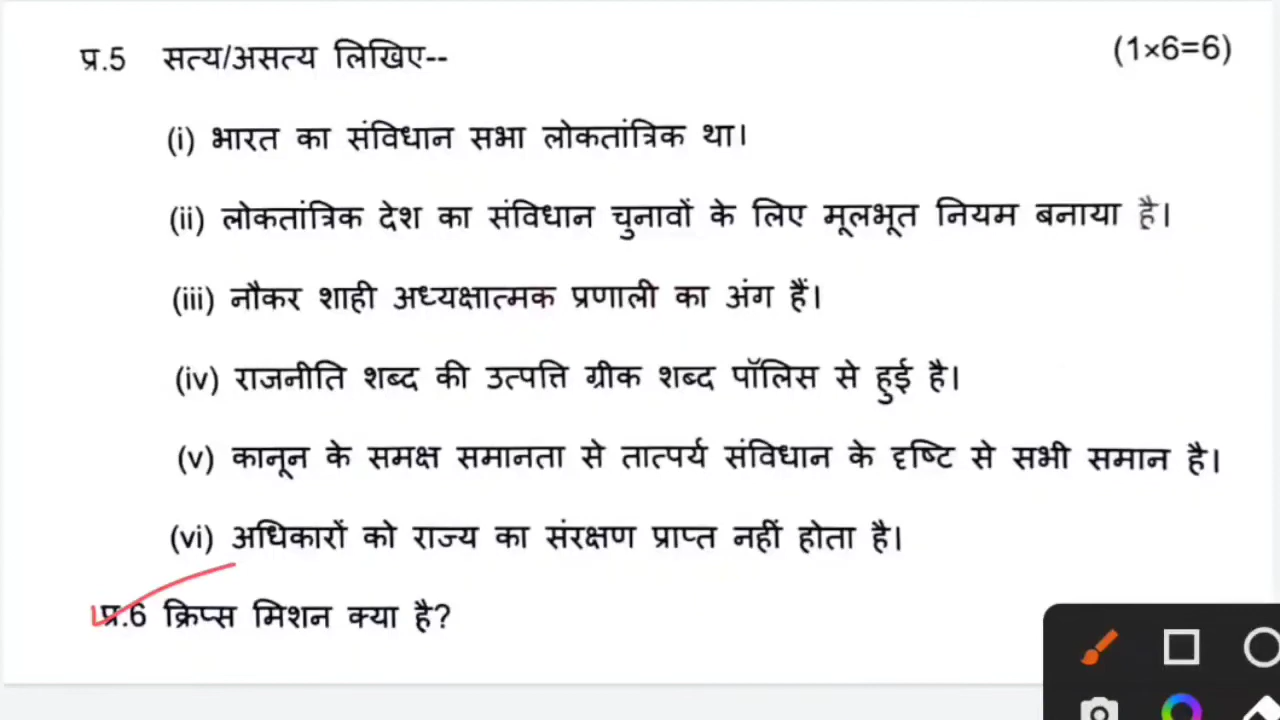 प्र.5 सत्य/असत्य लिखिए-- (1×6=6)
(i) भारत का संविधान सभा लोकतांत्रिक था।
(ii) लोकतांत्रिक देश का संविधान चुनावों के लिए मूलभूत नियम बनाया है।
(iii) नौकर शाही अध्यक्षात्मक प्रणाली का अंग हैं।
(iv) राजनीति शब्द की उत्पत्ति ग्रीक शब्द पॉलिस से हुई है।
(v) कानून के समक्ष समानता से तात्पर्य संविधान के दृष्टि से सभी समान है।
(vi) अधिकारों को राज्य का संरक्षण प्राप्त नहीं होता है।
प्र.6 क्रिप्स मिशन क्या है?